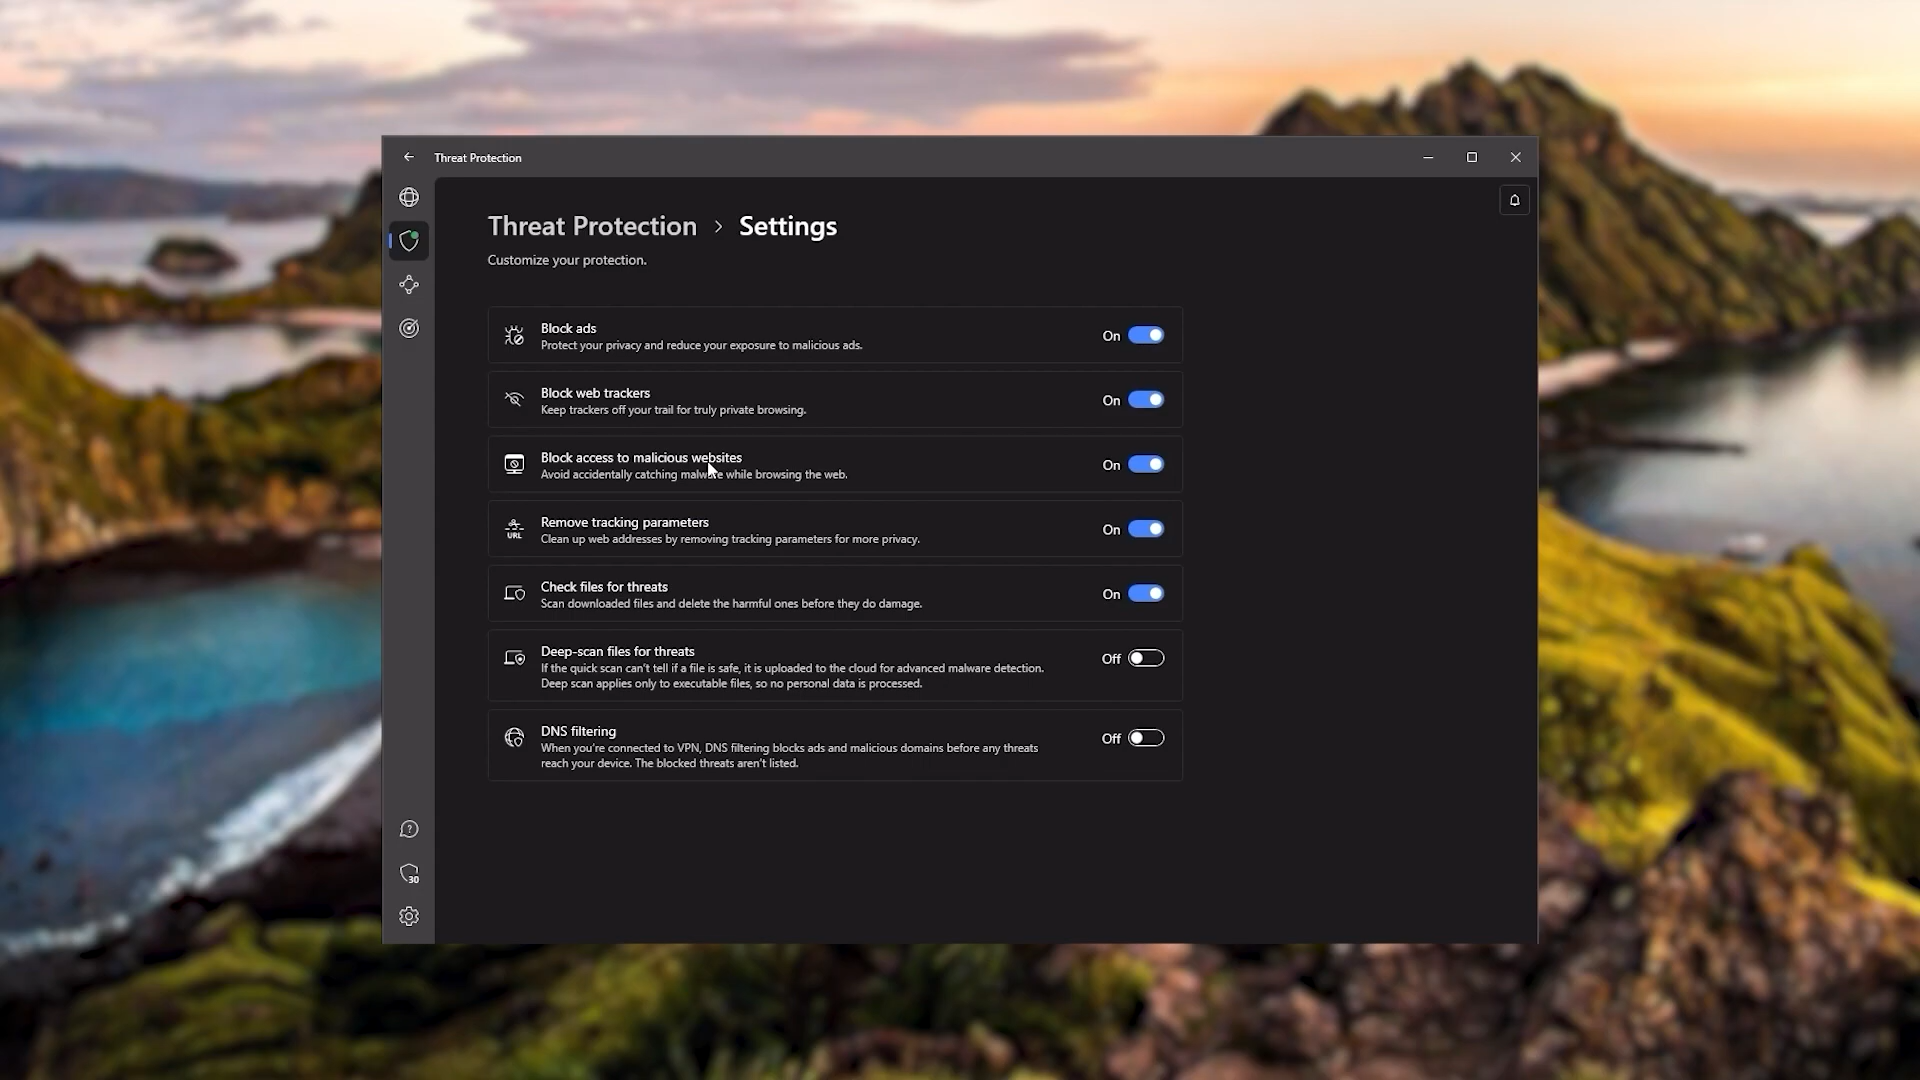 Threat Protection
Threat Protection > Settings
Customize your protection.
Block ads
Protect your privacy and reduce your exposure to malicious ads.
On
Block web trackers
Keep trackers off your trail for truly private browsing.
On
Block access to malicious websites
Avoid accidentally catching malware while browsing the web.
On
URL
Remove tracking parameters
Clean up web addresses by removing tracking parameters for more privacy.
On
Check files for threats
Scan downloaded files and delete the harmful ones before they do damage.
On
Deep-scan files for threats
If the quick scan can't tell if a file is safe, it is uploaded to the cloud for advanced malware detection.
Deep scan applies only to executable files, so no personal data is processed.
Off
DNS filtering
When you're connected to VPN, DNS filtering blocks ads and malicious domains before any threats
reach your device. The blocked threats aren't listed.
Off
30